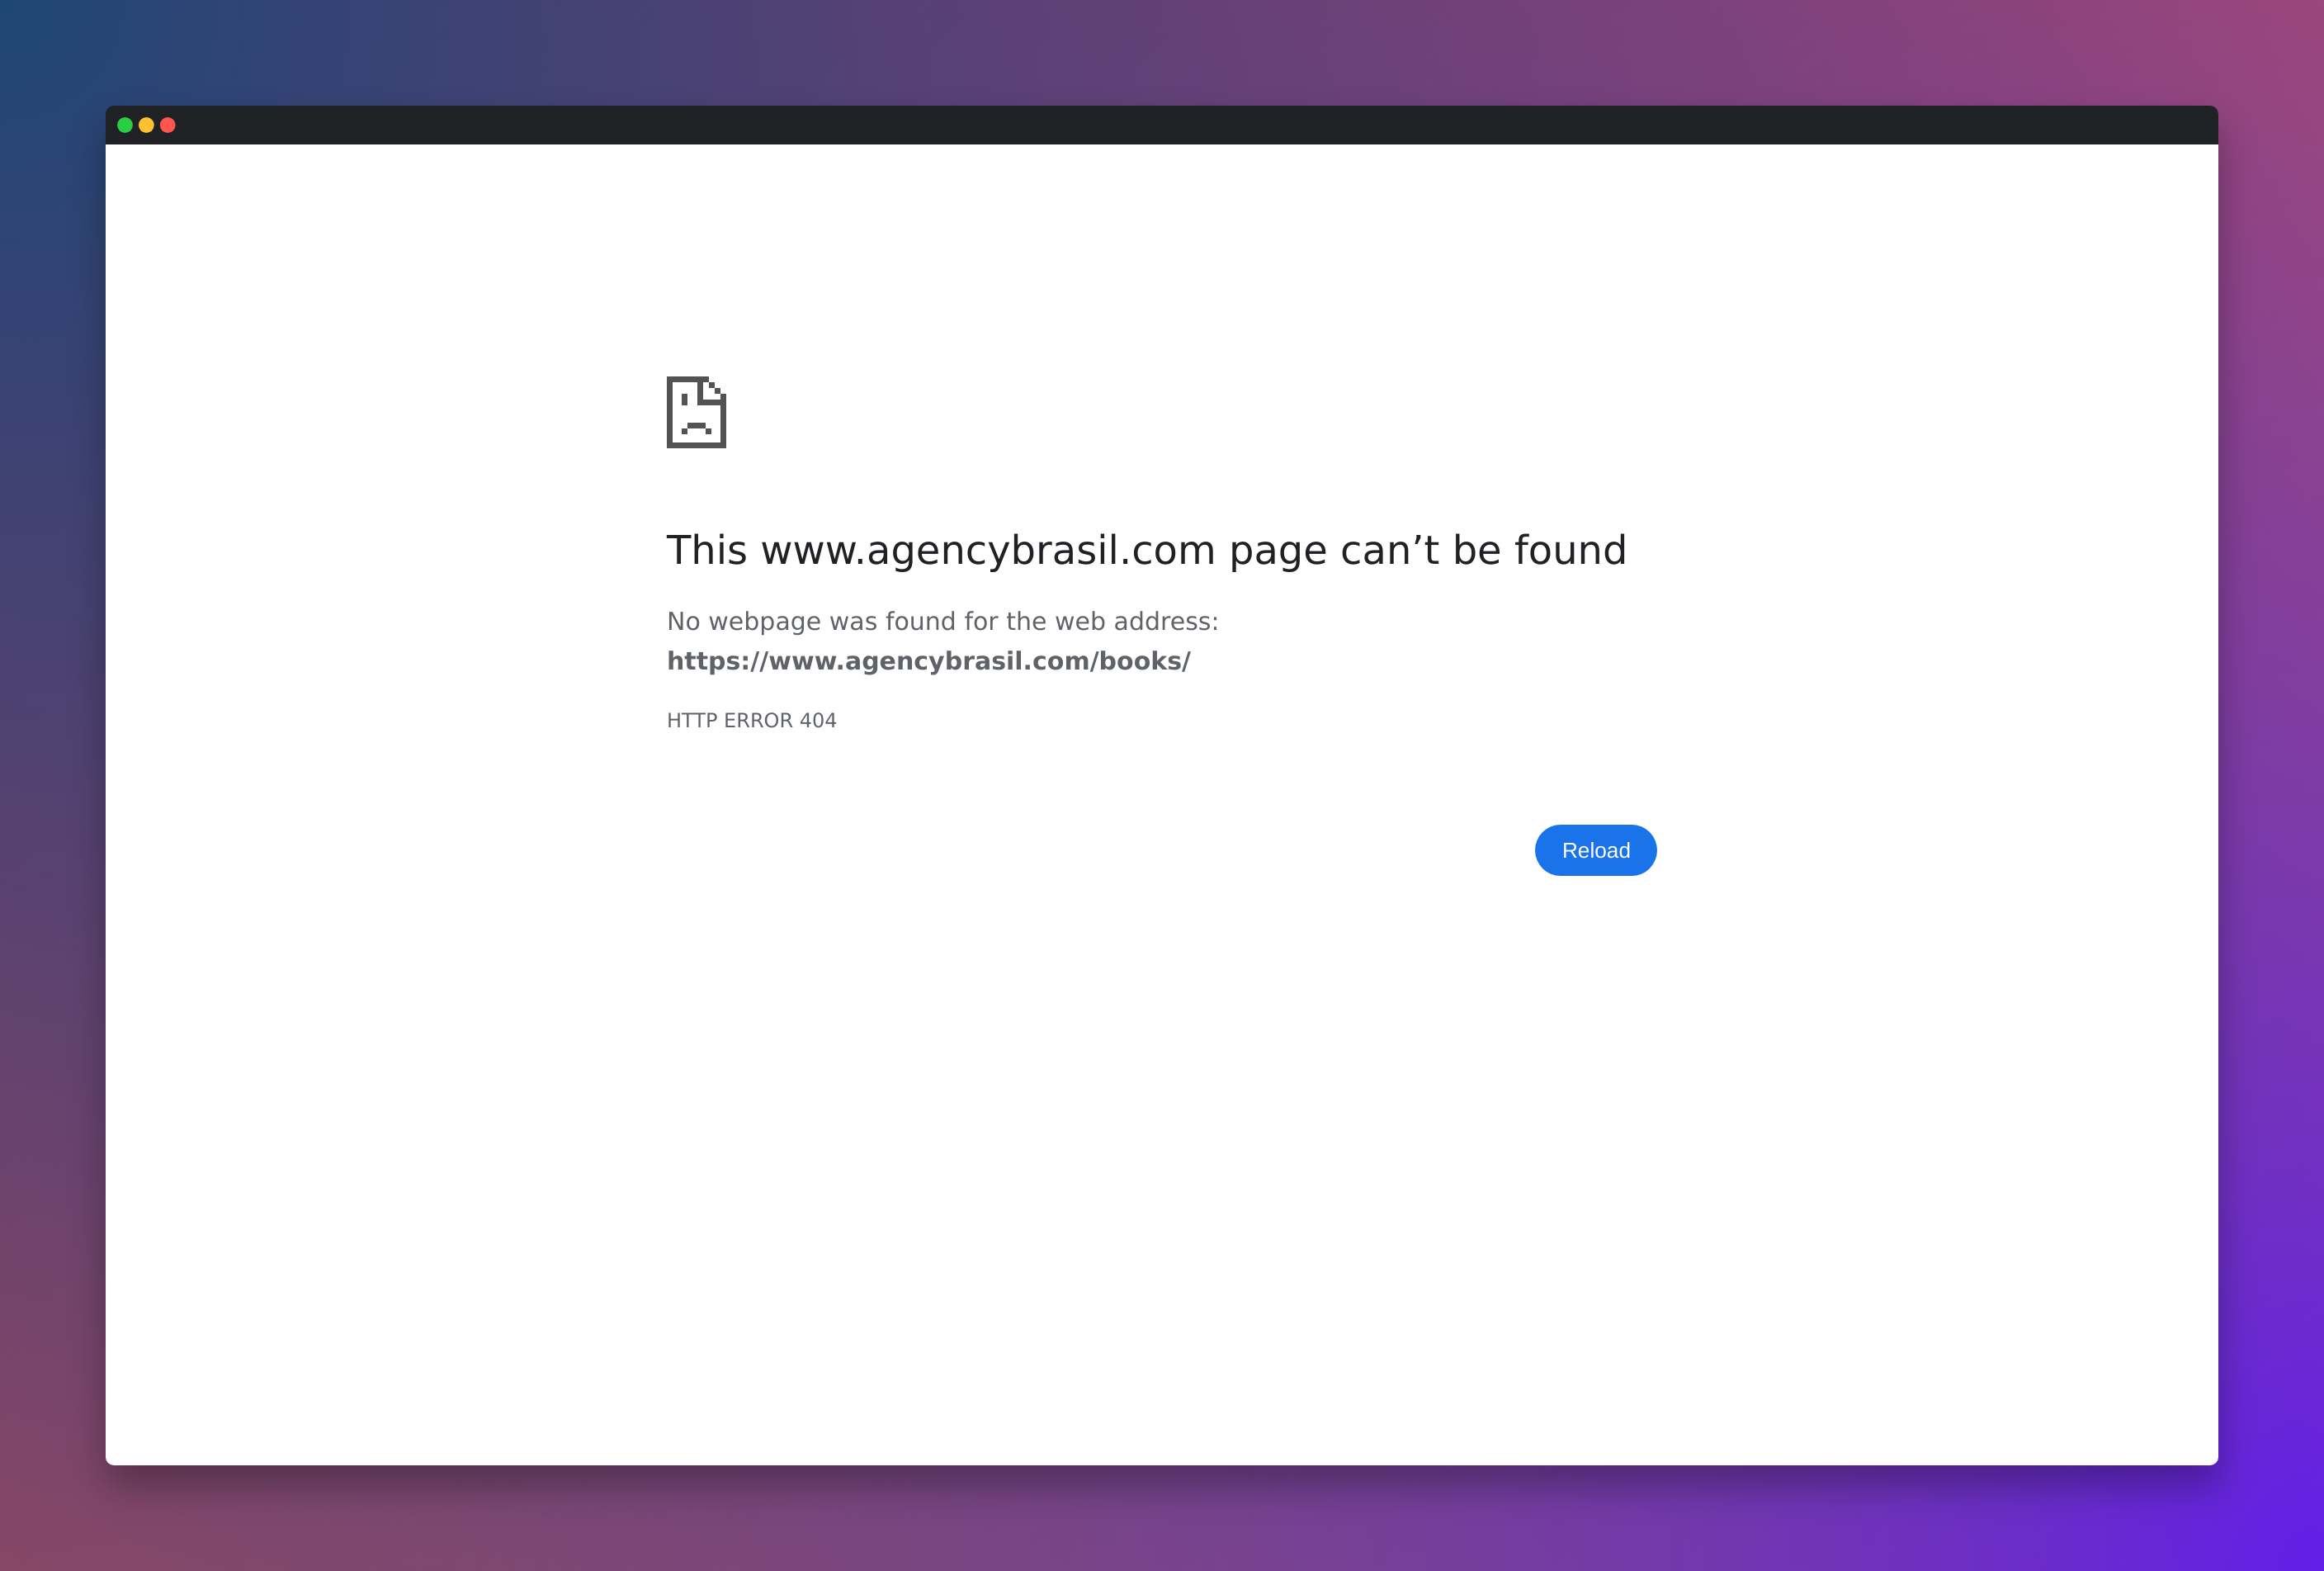 This www.agencybrasil.com page can’t be found
No webpage was found for the web address:
https://www.agencybrasil.com/books/
HTTP ERROR 404
Reload